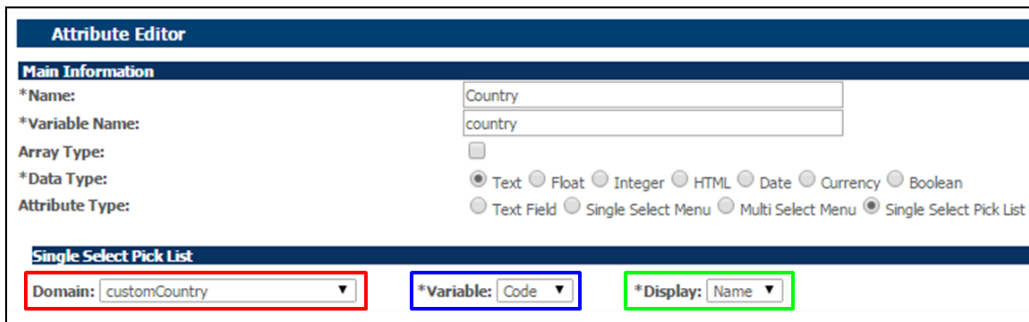 Attribute Editor
Main Information
*Name: Country
*Variable Name: country
Array Type:
*Data Type: Text Float Integer HTML Date Currency Boolean
Attribute Type: Text Field Single Select Menu Multi Select Menu Single Select Pick List
Single Select Pick List
Domain: customCountry *Variable: Code *Display: Name